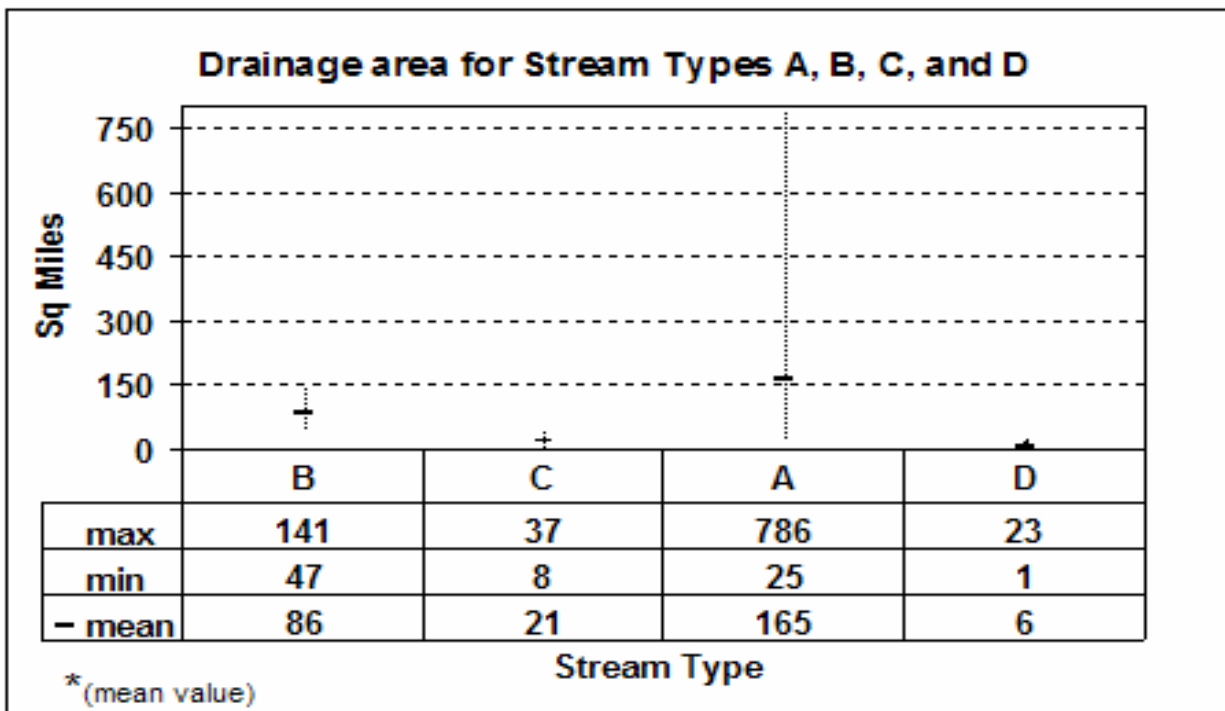 Drainage area for Stream Types A, B, C, and D
Sq Miles
750
600
450
300
150
0
B C A D
max 141 37 786 23
min 47 8 25 1
mean 86 21 165 6
Stream Type
*(mean value)